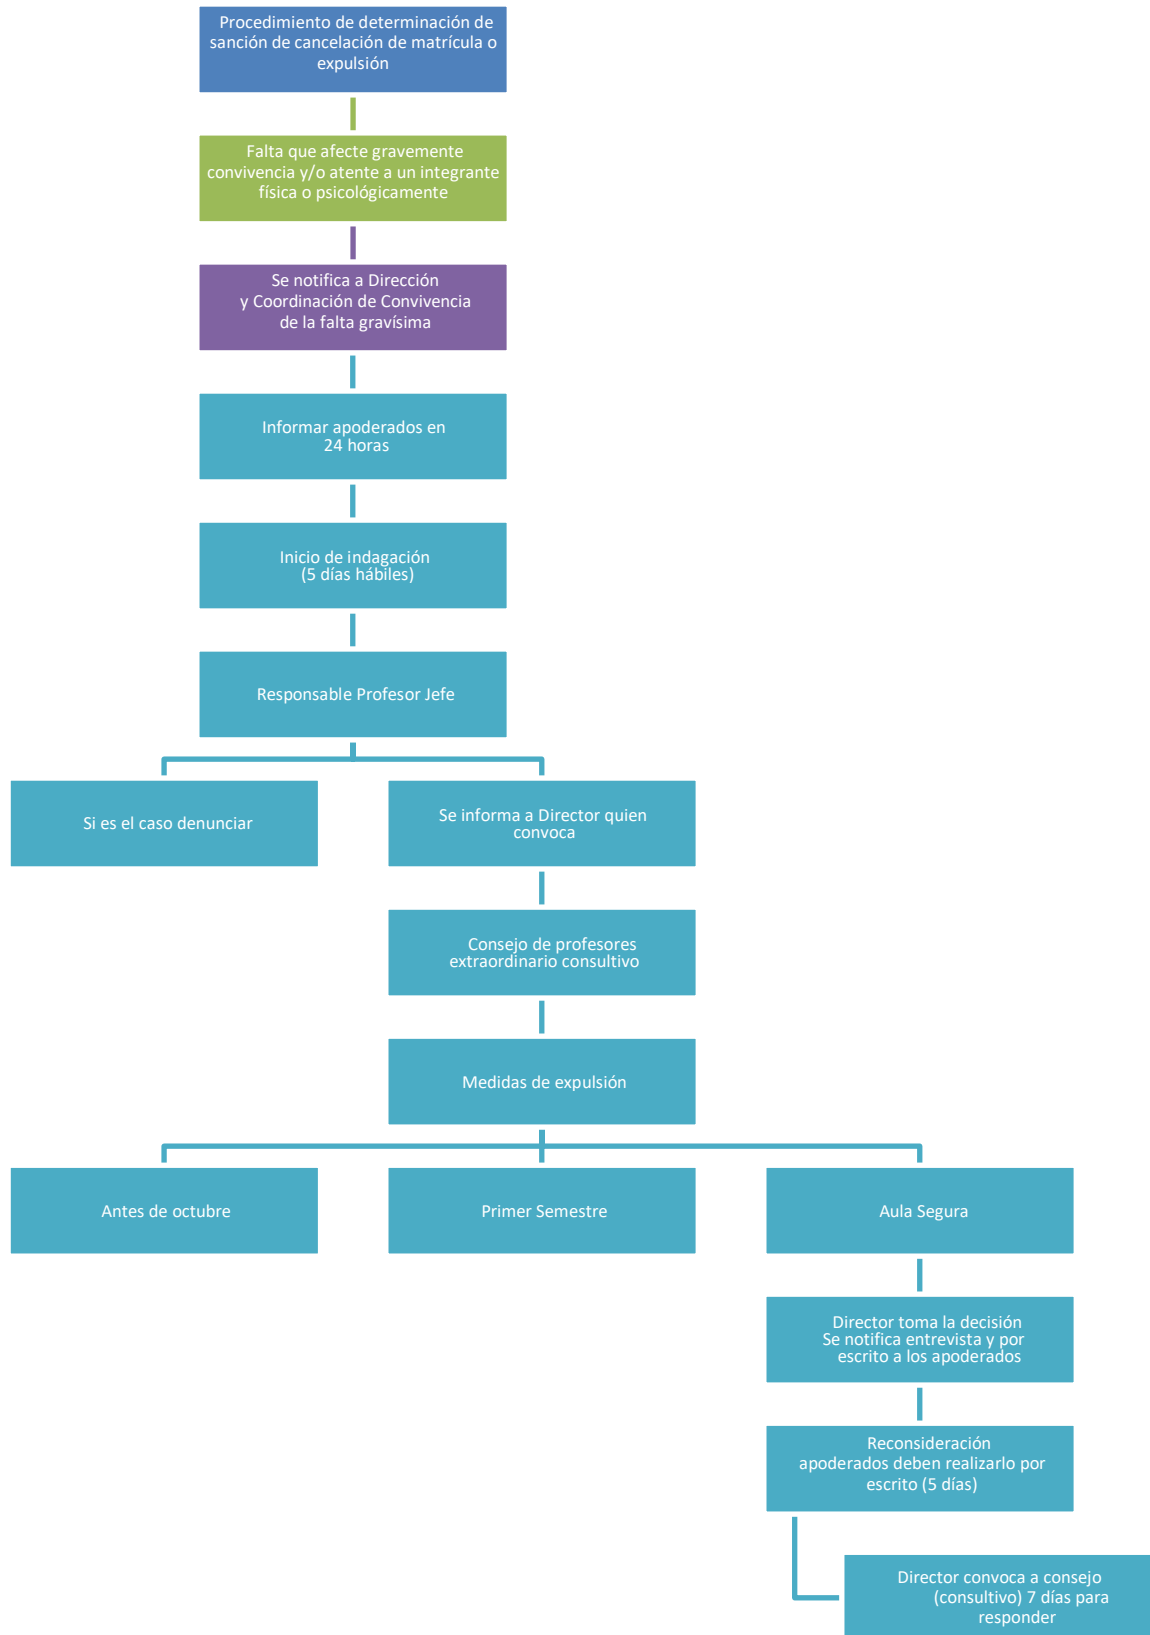 Procedimiento de determinación de
sanción de cancelación de matrícula o
expulsión
Falta que afecte gravemente
convivencia y/o atente a un integrante
física o psicológicamente
Se notifica a Dirección
y Coordinación de Convivencia
de la falta gravísima
Informar apoderados en
24 horas
Inicio de indagación
(5 días hábiles)
Responsable Profesor Jefe
Si es el caso denunciar
Se informa a Director quien
convoca
Consejo de profesores
extraordinario consultivo
Medidas de expulsión
Antes de octubre
Primer Semestre
Aula Segura
Director toma la decisión
Se notifica entrevista y por
escrito a los apoderados
Reconsideración
apoderados deben realizarlo por
escrito (5 días)
Director convoca a consejo
(consultivo) 7 días para
responder